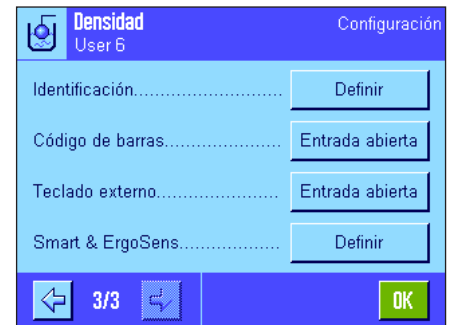 Densidad
Configuración
User 6
Identificación............................ Definir
Código de barras...................... Entrada abierta
Teclado externo........................ Entrada abierta
Smart & ErgoSens................... Definir
3/3
OK